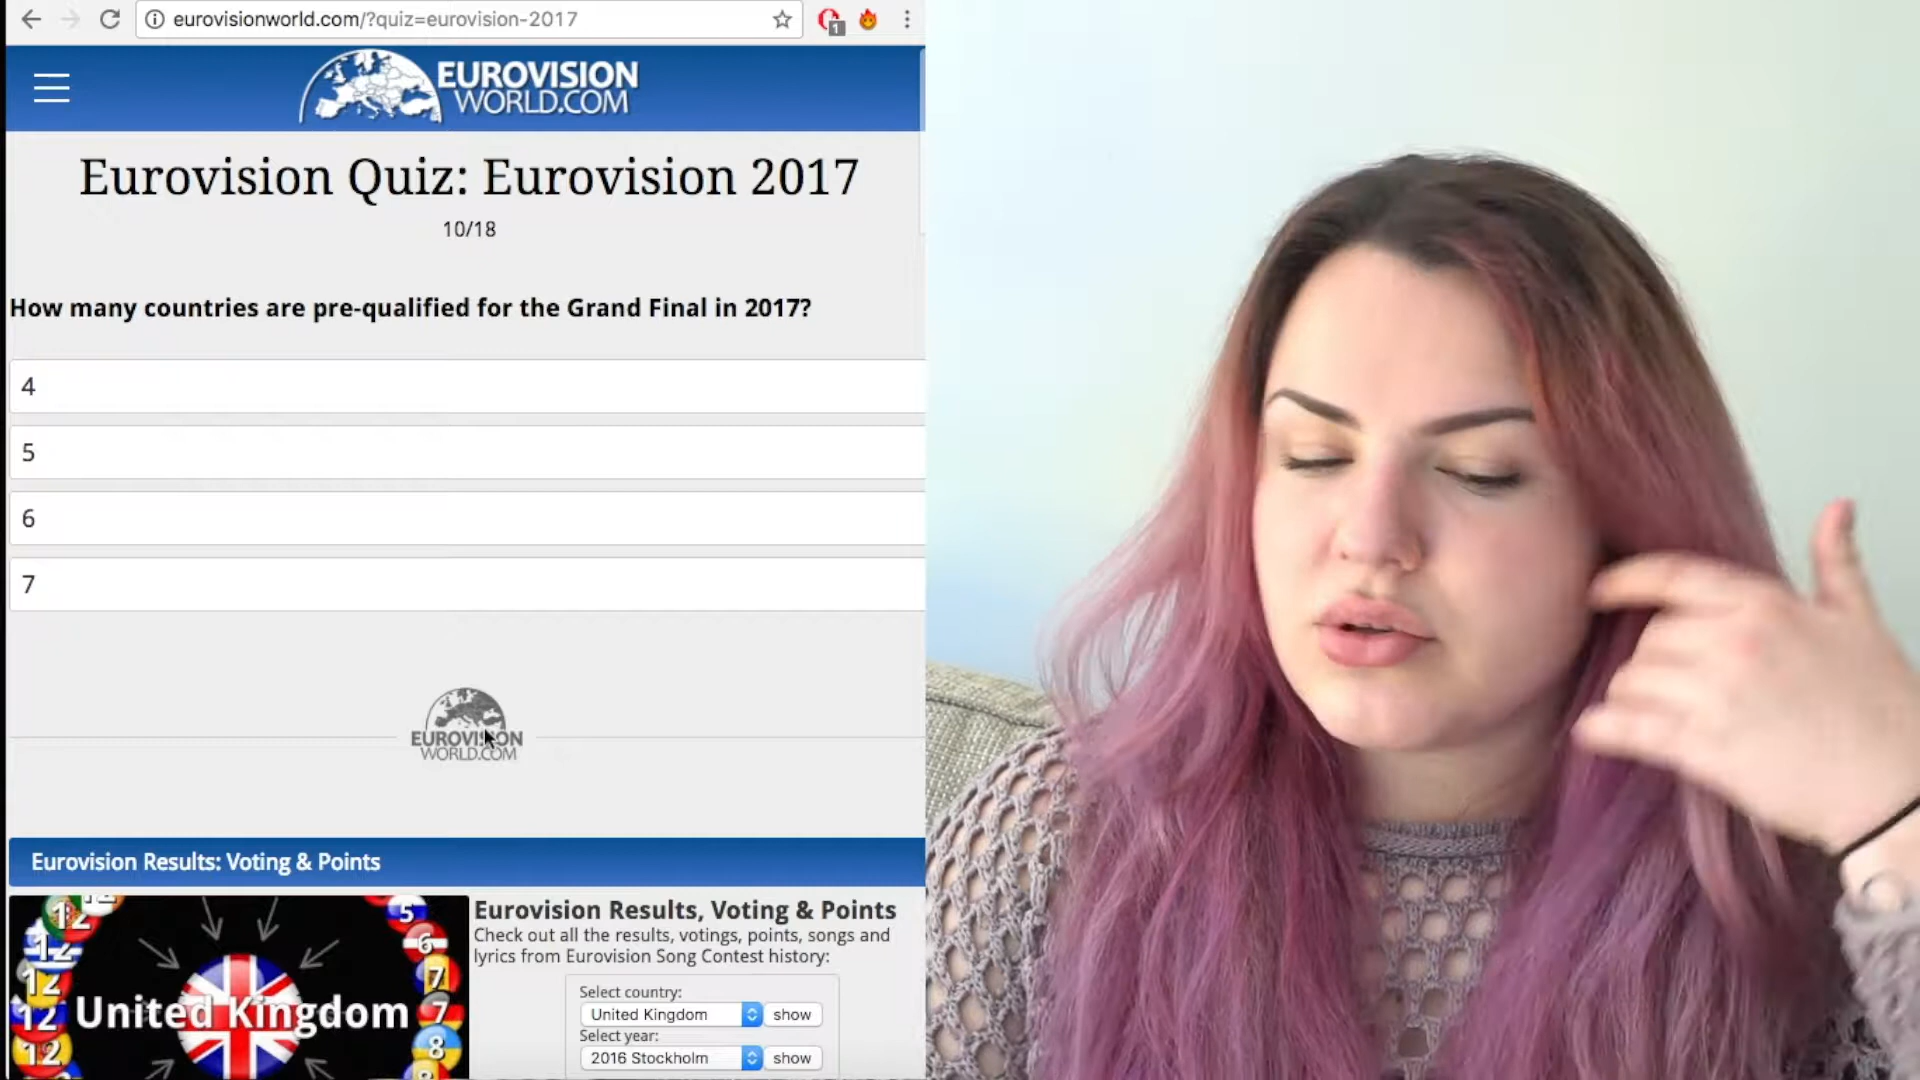 eurovisionworld.com/?quiz=eurovision-2017
1
EUROVISION
WORLD.COM
Eurovision Quiz: Eurovision 2017
10/18
How many countries are pre-qualified for the Grand Final in 2017?
4
5
6
7
EUROVISION
WORLD.COM
Eurovision Results: Voting & Points
12
12
12
12
12
United Kingdom
5
6
7
7
8
Eurovision Results, Voting & Points
Check out all the results, votings, points, songs and
lyrics from Eurovision Song Contest history:
Select country:
United Kingdom show
Select year:
2016 Stockholm show